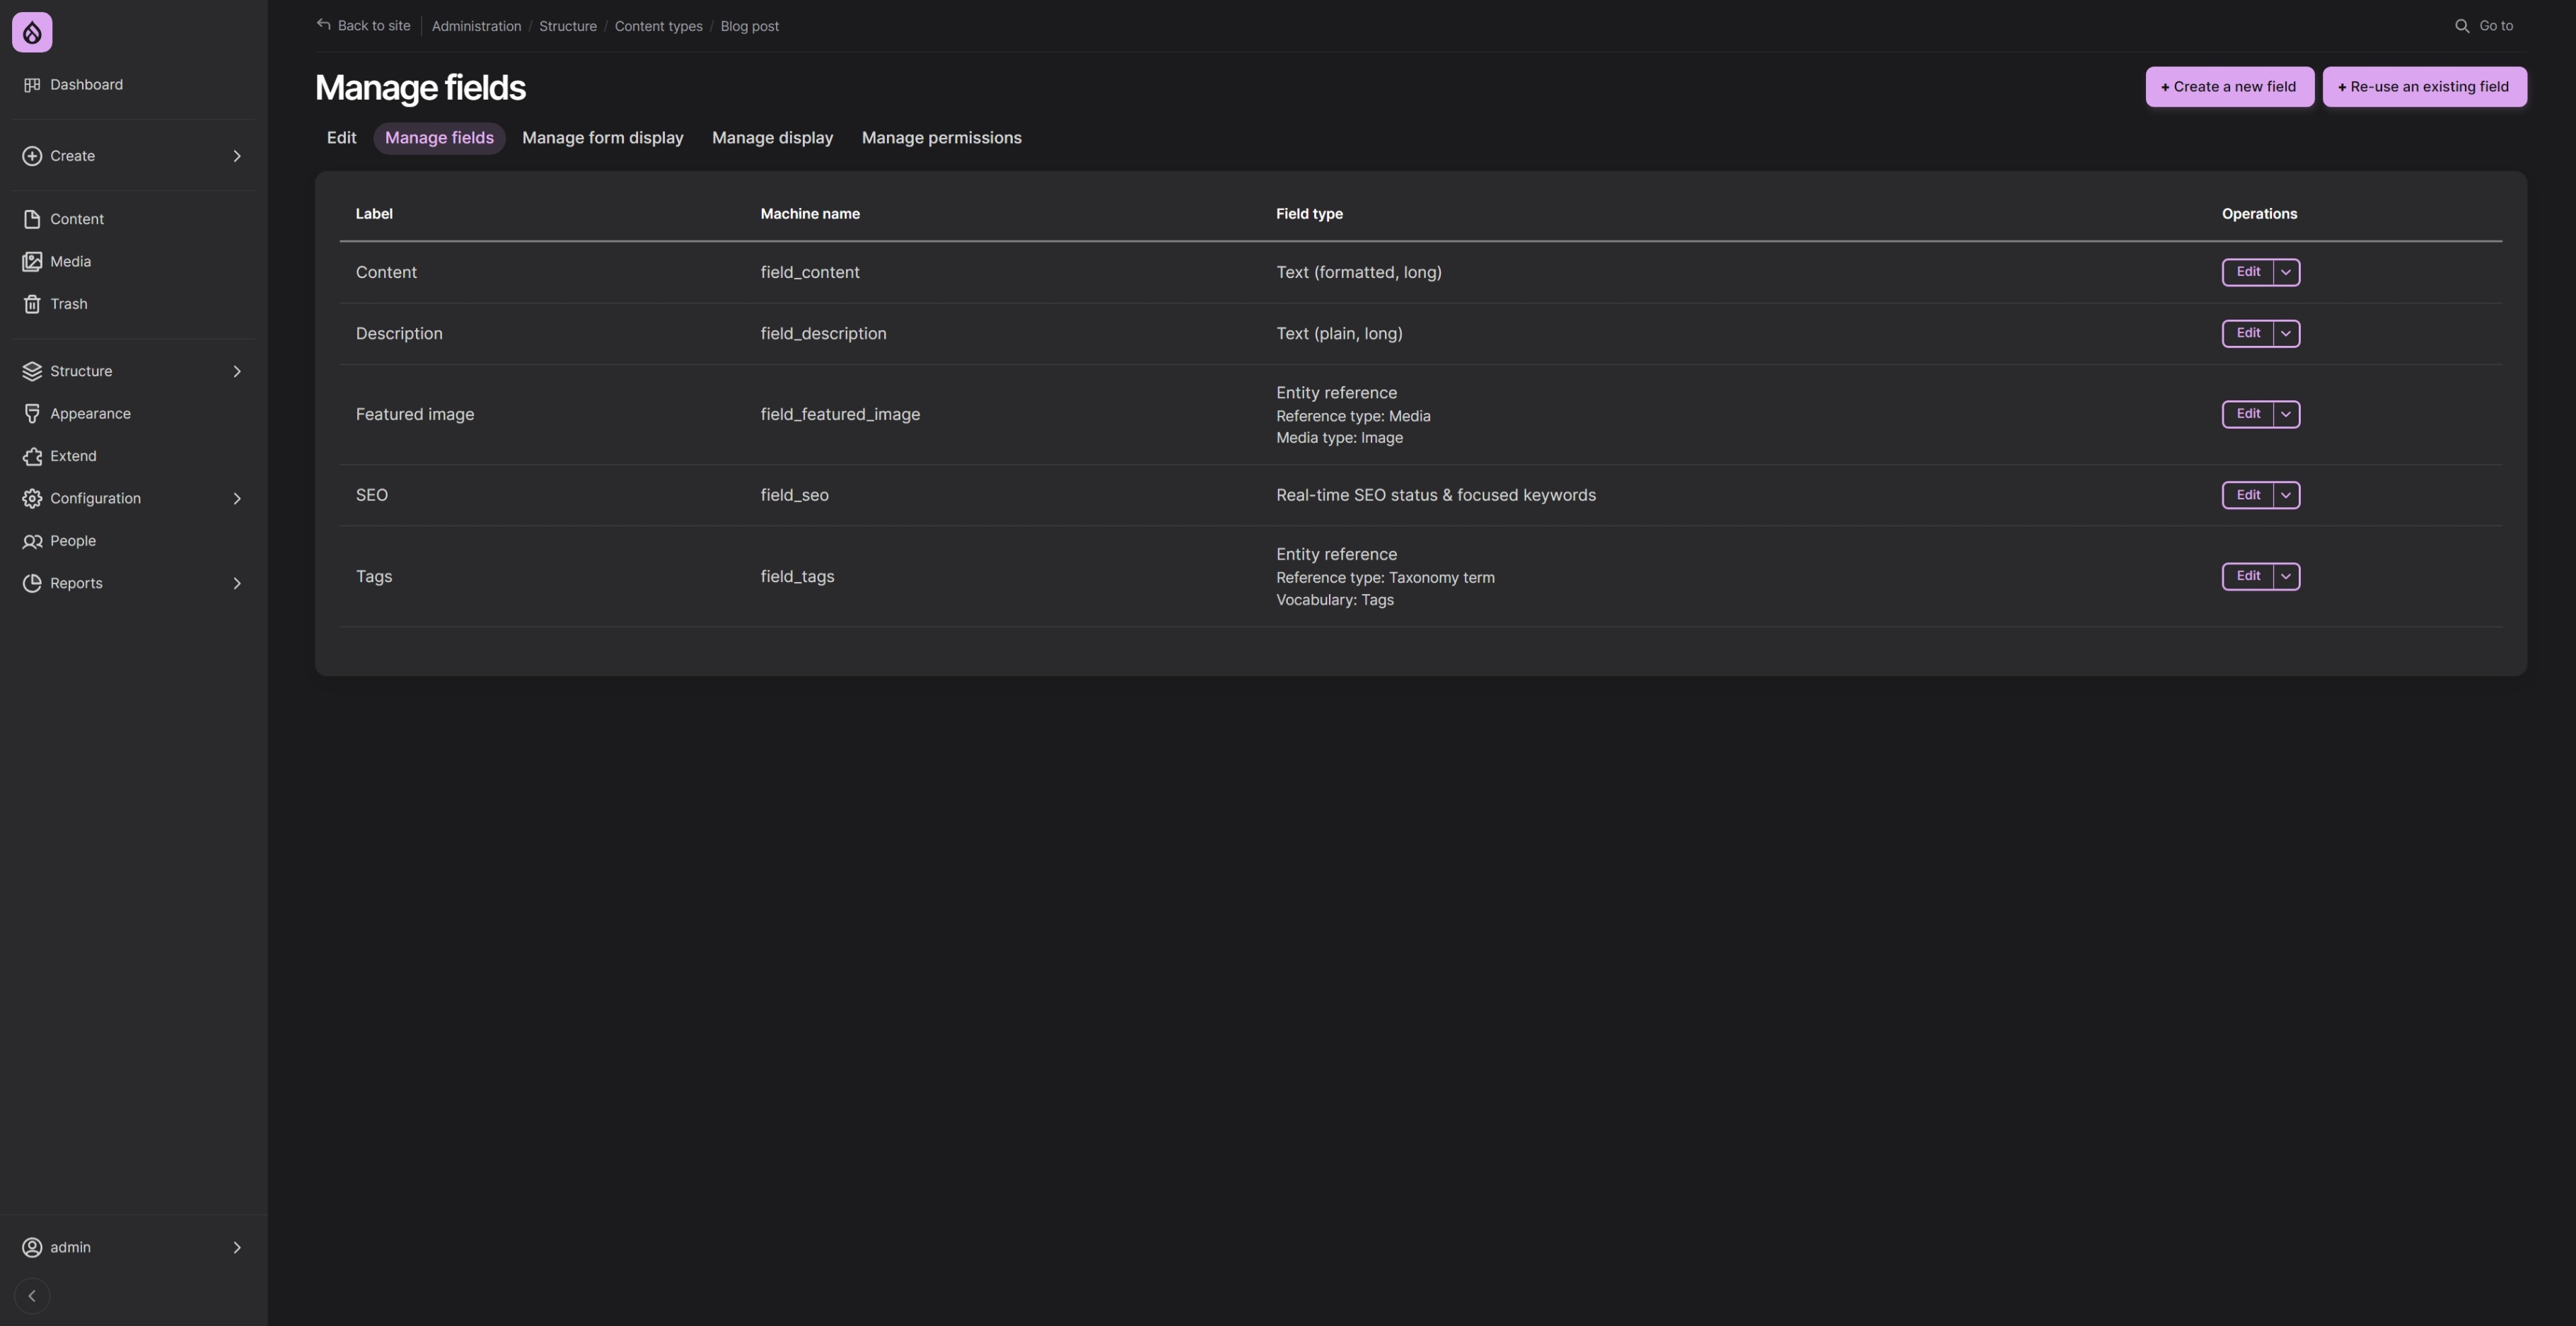 Back to site
Administration / Structure / Content types / Blog post
Go to
Manage fields
+ Create a new field
+ Re-use an existing field
Edit
Manage fields
Manage form display
Manage display
Manage permissions
Dashboard
Create
Content
Media
Trash
Structure
Appearance
Extend
Configuration
People
Reports
admin
Label Machine name Field type Operations
Content field_content Text (formatted, long) Edit
Description field_description Text (plain, long) Edit
Featured image field_featured_image Entity reference
Reference type: Media
Media type: Image
Edit
SEO field_seo Real-time SEO status & focused keywords Edit
Tags field_tags Entity reference
Reference type: Taxonomy term
Vocabulary: Tags
Edit